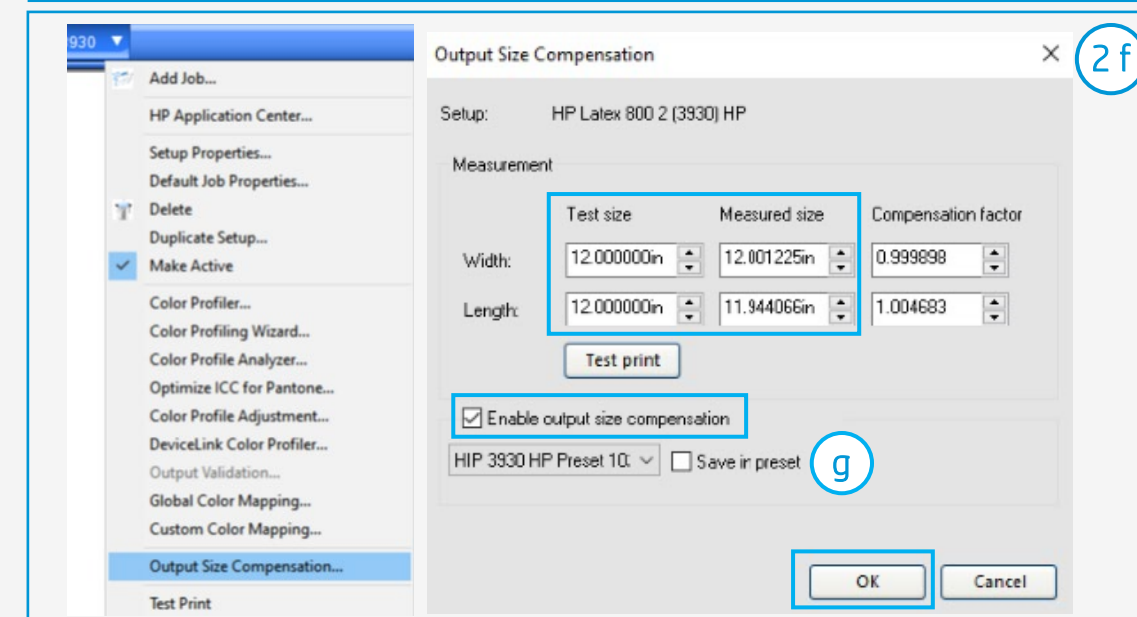 930
Add Job...
HP Application Center...
Setup Properties...
Default Job Properties...
Delete
Duplicate Setup...
Make Active
Color Profiler...
Color Profiling Wizard...
Color Profile Analyzer...
Optimize ICC for Pantone...
Color Profile Adjustment...
DeviceLink Color Profiler...
Output Validation...
Global Color Mapping...
Custom Color Mapping...
Output Size Compensation...
Test Print
Output Size Compensation
2 f
Setup: HP Latex 800 2 (3930) HP
Measurement
Test size Measured size Compensation factor
Width: 12.000000in 12.001225in 0.999898
Length: 12.000000in 11.944066in 1.004683
Test print
Enable output size compensation
HIP 3930 HP Preset 10: Save in preset g
OK Cancel